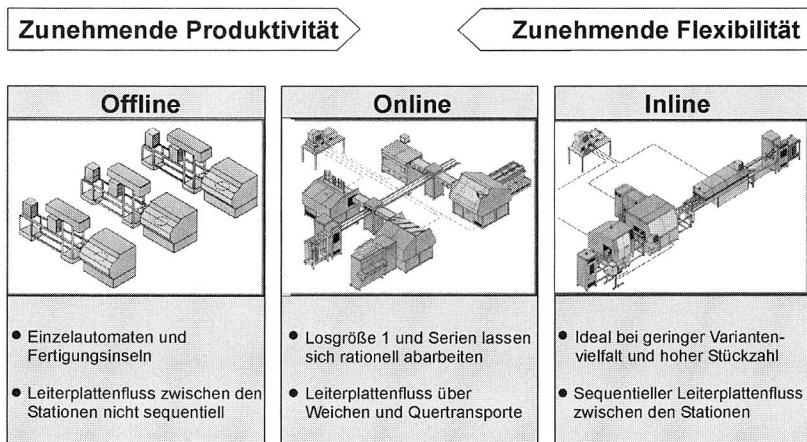 Zunehmende Produktivität
Zunehmende Flexibilität
Offline
Einzelautomaten und
Fertigungsinseln
Leiterplattenfluss zwischen den
Stationen nicht sequentiell
Online
Losgröße 1 und Serien lassen
sich rationell abarbeiten
Leiterplattenfluss über
Weichen und Quertransporte
Inline
Ideal bei geringer Varianten-
vielfalt und hoher Stückzahl
Sequentieller Leiterplattenfluss
zwischen den Stationen